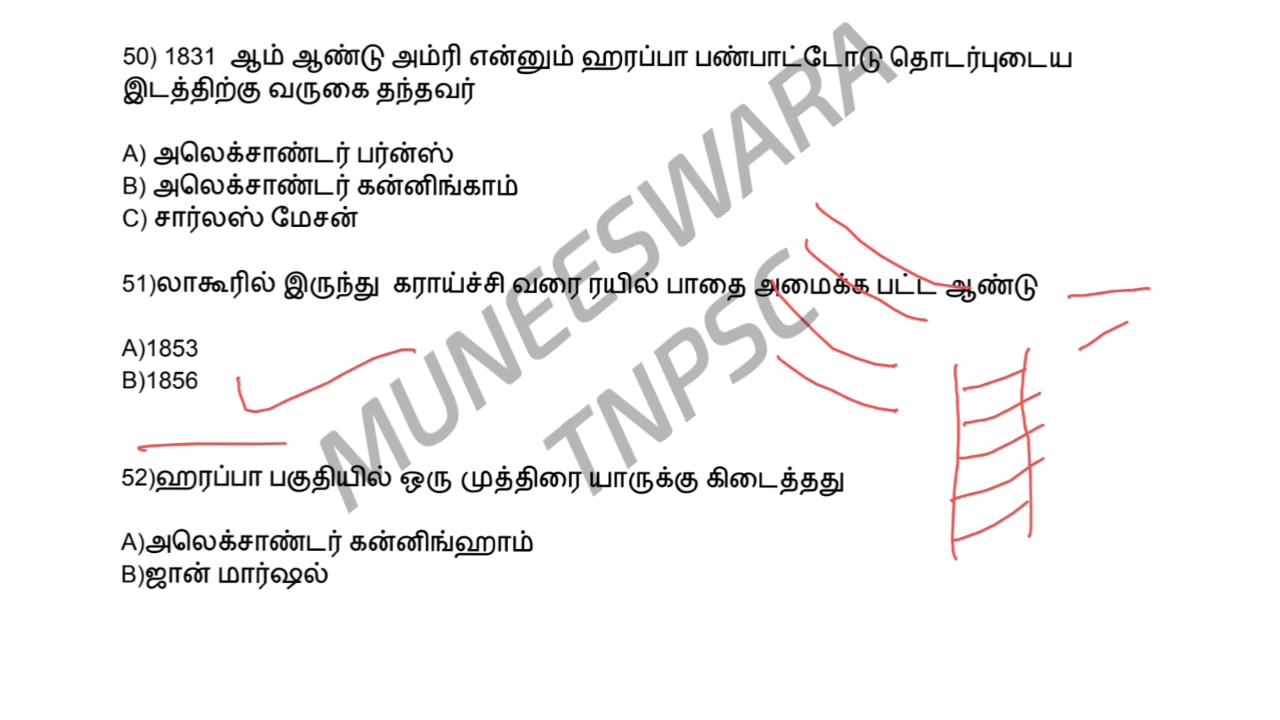 50) 1831 ஆம் ஆண்டு அம்ரி என்னும் ஹரப்பா பண்பாட்டோடு தொடர்புடைய
இடத்திற்கு வருகை தந்தவர்
A) அலெக்சாண்டர் பர்ன்ஸ்
B) அலெக்சாண்டர் கன்னிங்காம்
C) சார்லஸ் மேசன்
51)லாகூரில் இருந்து கராய்ச்சி வரை ரயில் பாதை அமைக்க பட்ட ஆண்டு
A)1853
B)1856
52)ஹரப்பா பகுதியில் ஒரு முத்திரை யாருக்கு கிடைத்தது
A)அலெக்சாண்டர் கன்னிங்ஹாம்
B)ஜான் மார்ஷல்
MUNEESWARA
TNPSC